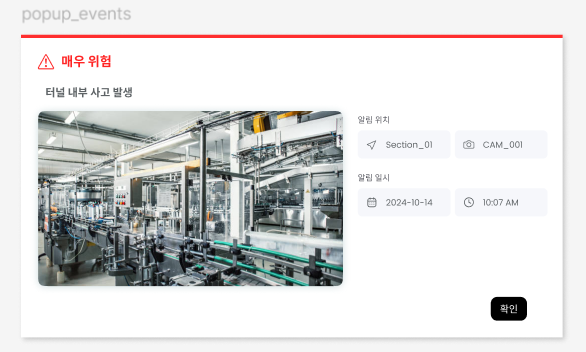 popup_events
매우 위험
터널 내부 사고 발생
알림 위치
Section_01
CAM_001
알림 일시
2024-10-14
10:07 AM
확인